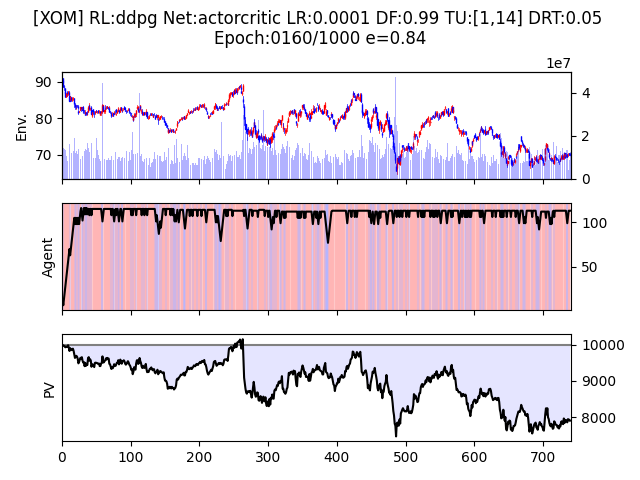 [XOM] RL:ddpg Net:actorcritic LR:0.0001 DF:0.99 TU:[1,14] DRT:0.05
Epoch:0160/1000 e=0.84
1e7
90
80
70
Env.
4
2
0
Agent
100
50
PV
10000
9000
8000
0 100 200 300 400 500 600 700